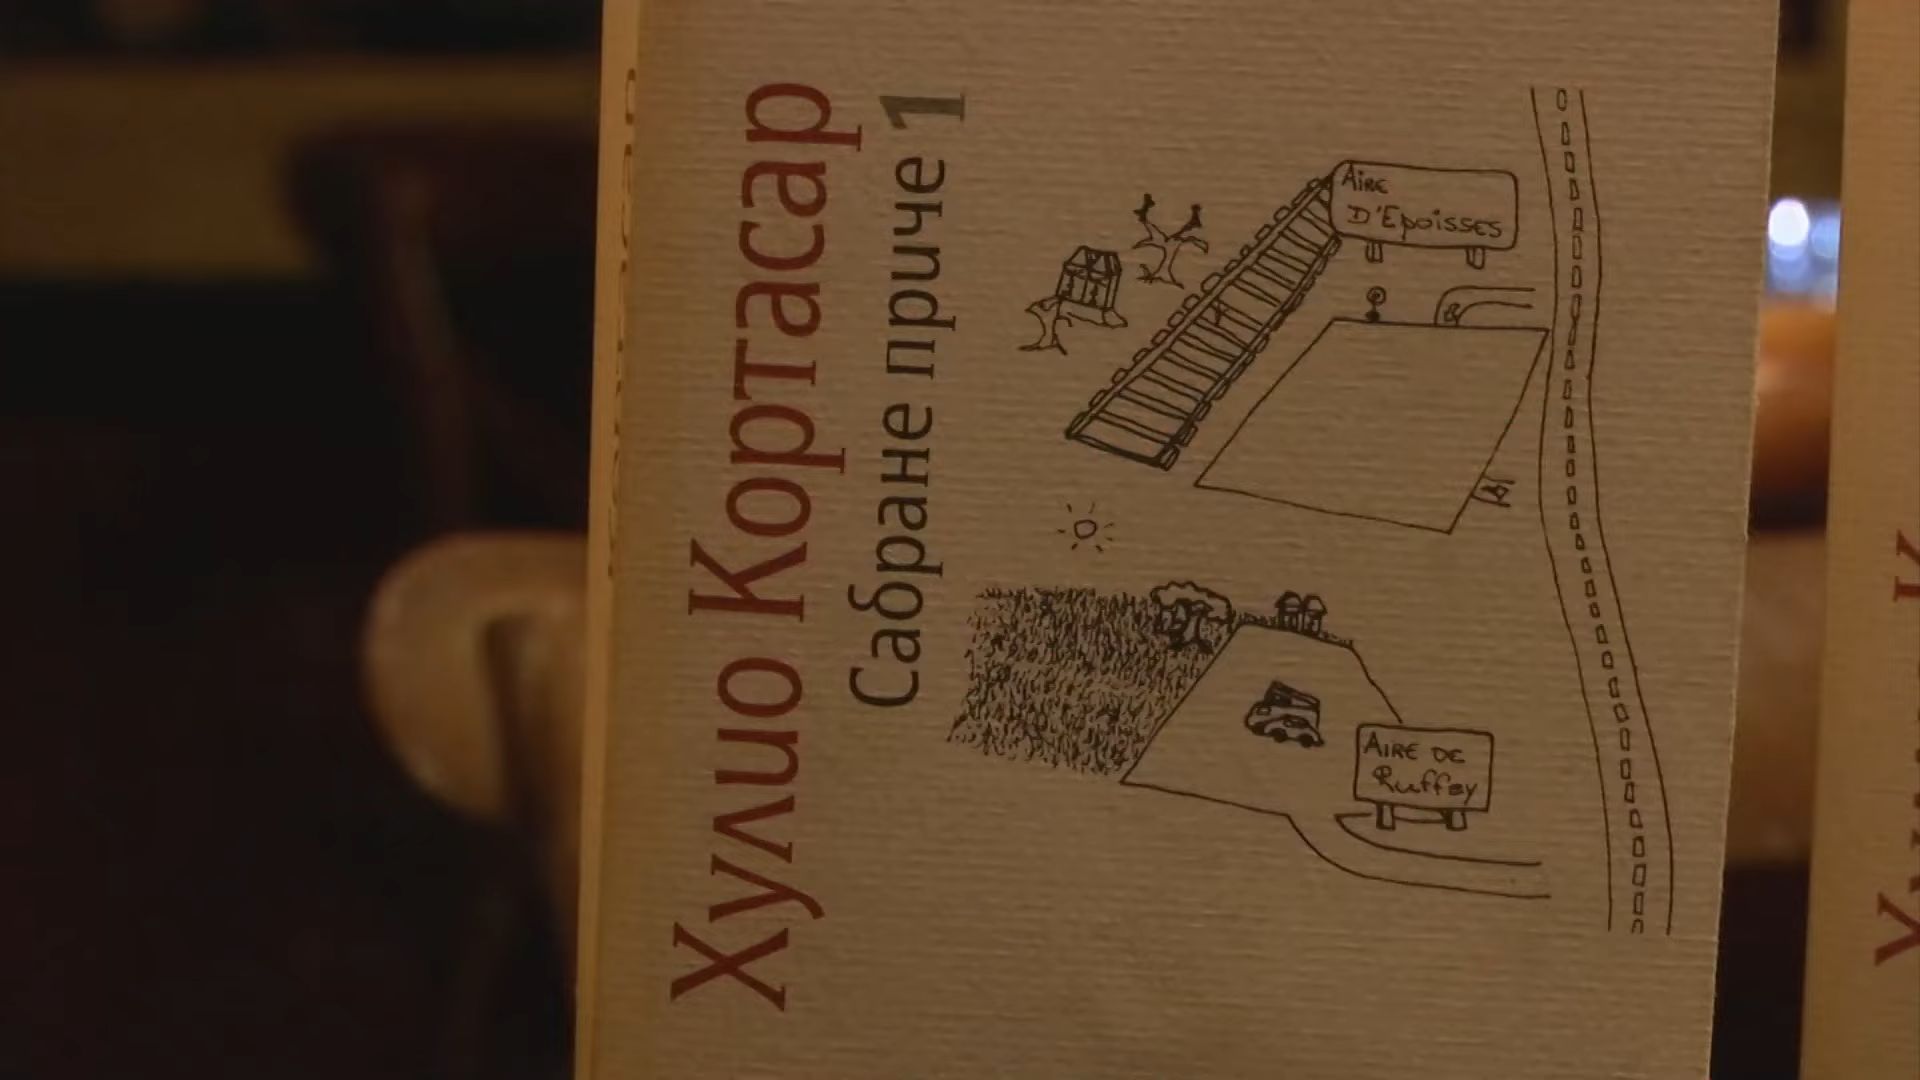 Хулио Кортасар
Сабране приче 1
AIRE
D'EPOISSES
AIRE DE
Ruffey